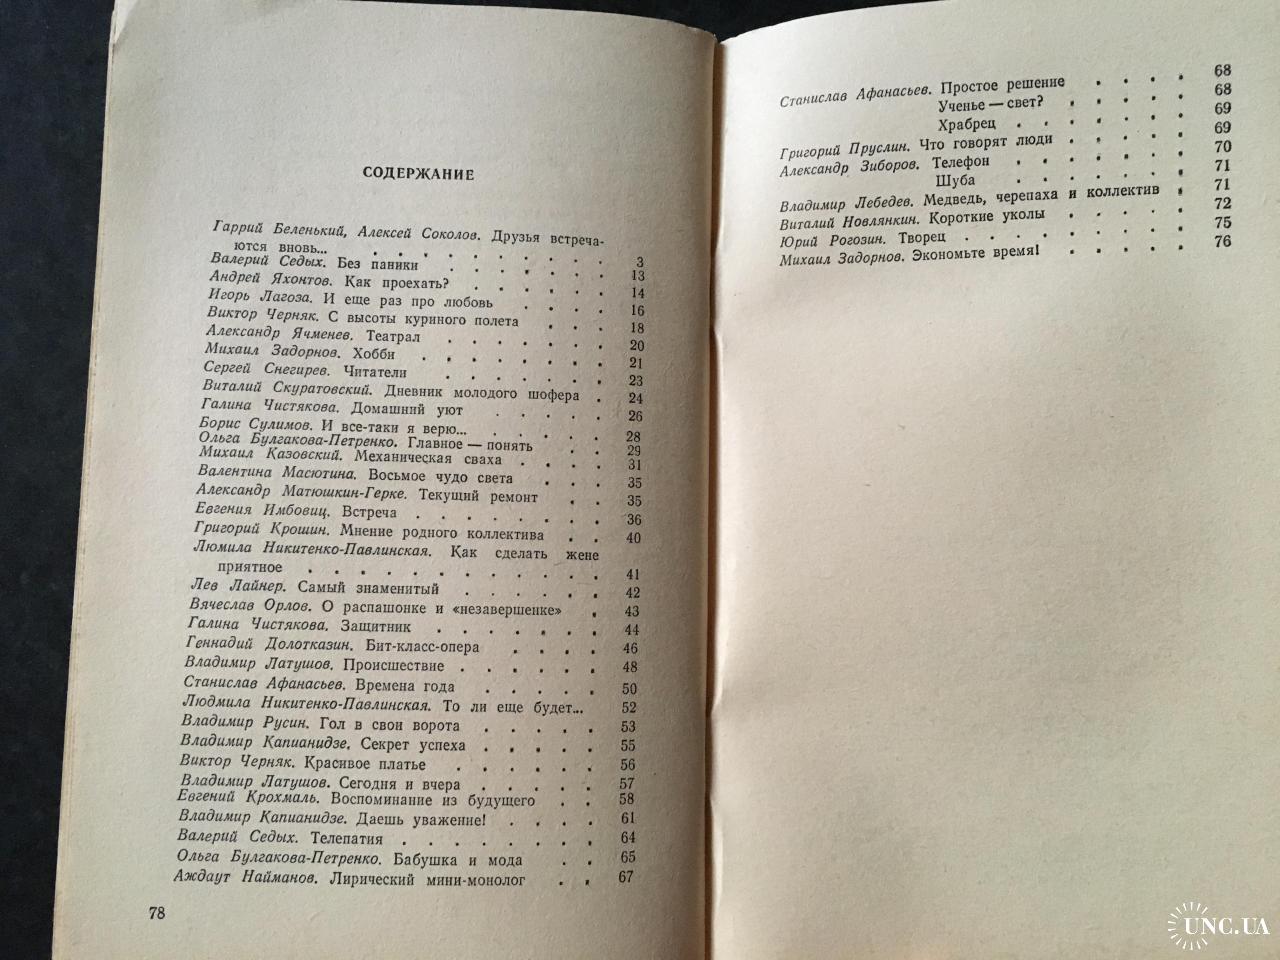 СОДЕРЖАНИЕ
Гаррий Беленький, Алексей Соколов. Друзья встреча-
ются вновь... . . . . . . . . 3
Валерий Седых. Без паники . . . . . . 13
Андрей Яхонтов. Как проехать? . . . . . 14
Игорь Лагоза. И еще раз про любовь . . . . 16
Виктор Черняк. С высоты куриного полета . . . 18
Александр Ячменев. Театрал . . . . . . 20
Михаил Задорнов. Хобби . . . . . . . 21
Сергей Снегирев. Читатели . . . . . . 23
Виталий Скуратовский. Дневник молодого шофера . 24
Галина Чистякова. Домашний уют . . . . 26
Борис Сулимов. И все-таки я верю... . . . . 28
Ольга Булгакова-Петренко. Главное — понять . . 29
Михаил Казовский. Механическая сваха . . . . 31
Валентина Масютина. Восьмое чудо света . . . 35
Александр Матюшкин-Герке. Текущий ремонт . . 35
Евгения Имбовиц. Встреча . . . . . . . 36
Григорий Крошин. Мнение родного коллектива . . 40
Люмила Никитенко-Павлинская. Как сделать жене
приятное . . . . . . . . . . 41
Лев Лайнер. Самый знаменитый . . . . . 42
Вячеслав Орлов. О распашонке и «незавершенке» . 43
Галина Чистякова. Защитник . . . . . . 44
Геннадий Долотказин. Бит-класс-опера . . . . 46
Владимир Латушов. Происшествие . . . . . 48
Станислав Афанасьев. Времена года . . . . . 50
Людмила Никитенко-Павлинская. То ли еще будет... 52
Владимир Русин. Гол в свои ворота . . . . . 53
Владимир Капианидзе. Секрет успеха . . . . . 55
Виктор Черняк. Красивое платье . . . . . . 56
Владимир Латушов. Сегодня и вчера . . . . . 57
Евгений Крохмаль. Воспоминание из будущего . . 58
Владимир Капианидзе. Даешь уважение! . . . . 61
Валерий Седых. Телепатия . . . . . . . . 64
Ольга Булгакова-Петренко. Бабушка и мода . . 65
Аждаут Найманов. Лирический мини-монолог . . 67
78
Станислав Афанасьев. Простое решение . . . . 68
Ученье — свет? . . . . . 68
Храбрец . . . . . . 69
Григорий Пруслин. Что говорят люди . . . . . 69
Александр Зиборов. Телефон . . . . . . 70
Шуба . . . . . . 71
Владимир Лебедев. Медведь, черепаха и коллектив . 71
Виталий Новлянкин. Короткие уколы . . . . . 72
Юрий Рогозин. Творец . . . . . . . . . 75
Михаил Задорнов. Экономьте время! . . . . . 76
UNC.UA